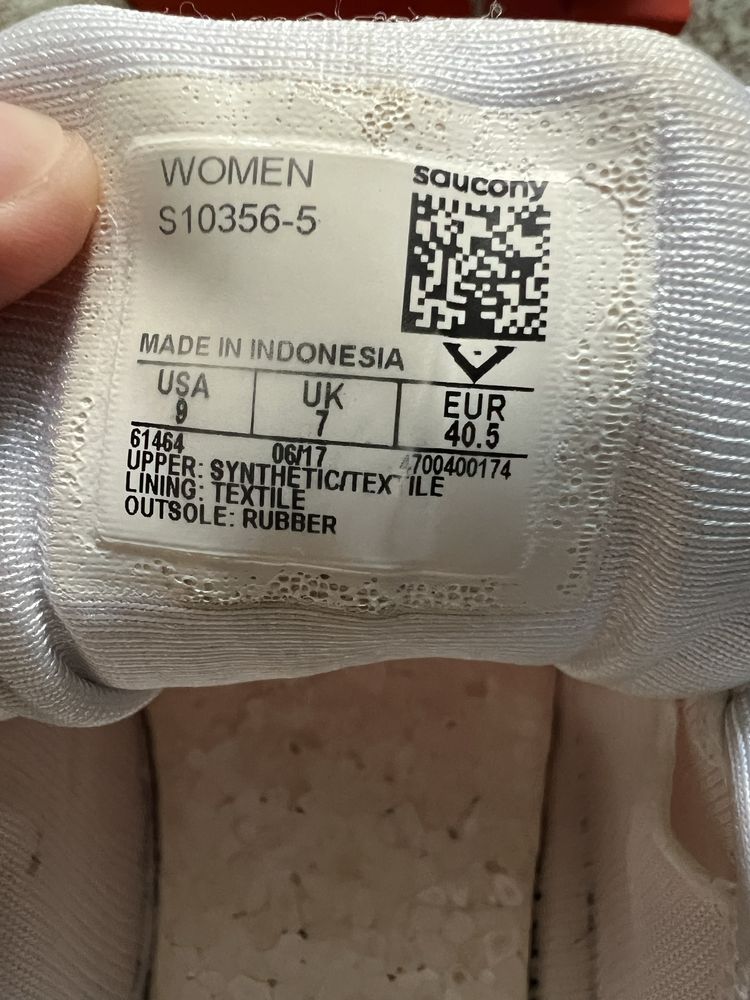 WOMEN
S10356-5
saucony
MADE IN INDONESIA
USA UK EUR
9 7 40.5
61464 06/17 4700400174
UPPER: SYNTHETIC/TEXTILE
LINING: TEXTILE
OUTSOLE: RUBBER